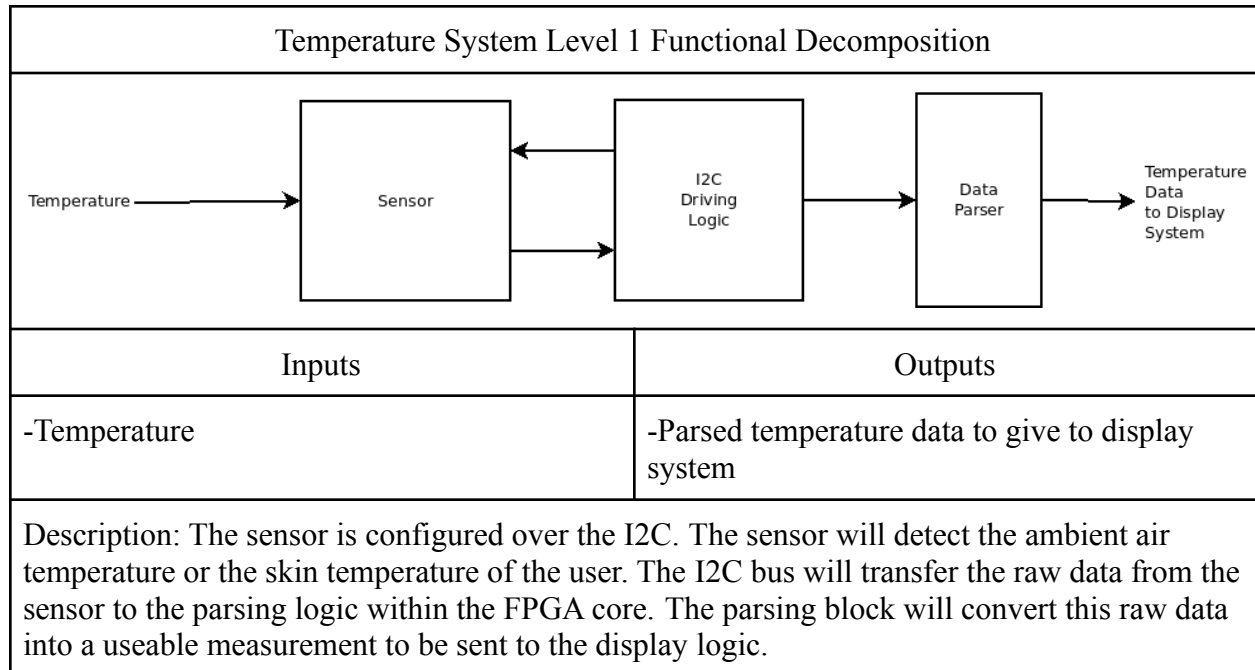 Temperature System Level 1 Functional Decomposition
Temperature
Sensor
I2C
Driving
Logic
Data
Parser
Temperature
Data
to Display
System
Inputs
Outputs
-Temperature
-Parsed temperature data to give to display
system
Description: The sensor is configured over the I2C. The sensor will detect the ambient air
temperature or the skin temperature of the user. The I2C bus will transfer the raw data from the
sensor to the parsing logic within the FPGA core. The parsing block will convert this raw data
into a useable measurement to be sent to the display logic.